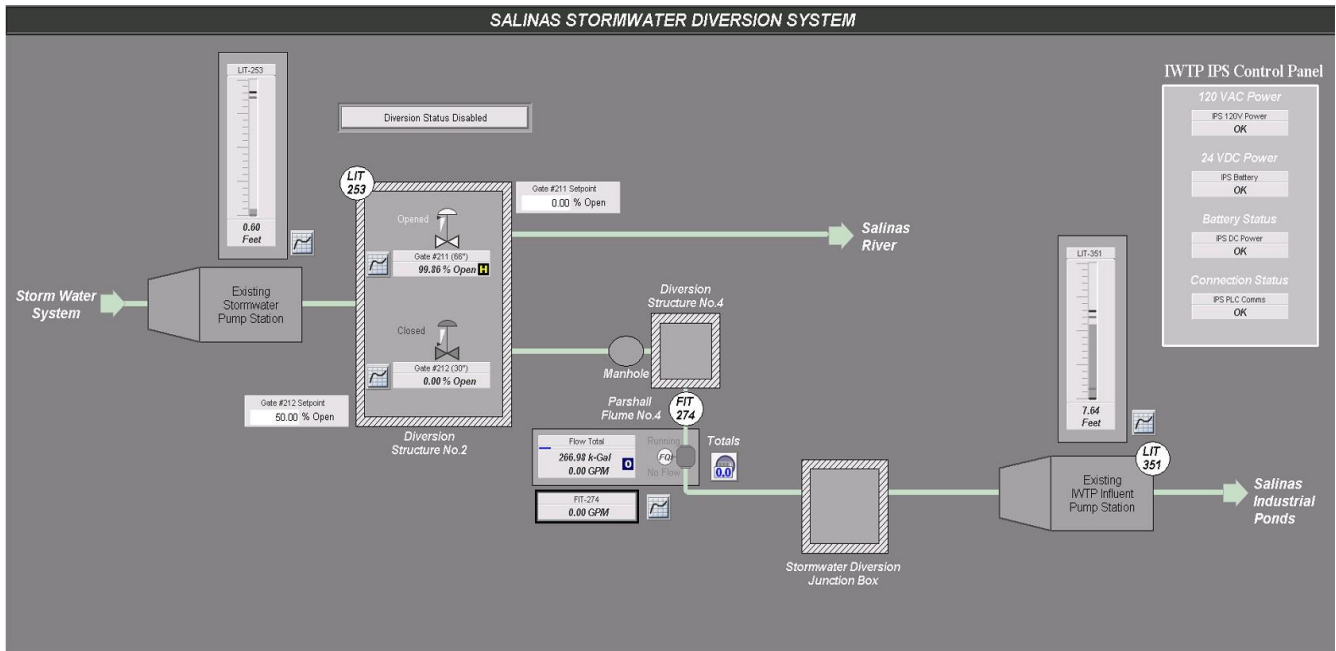 SALINAS STORMWATER DIVERSION SYSTEM
LIT-253
0.60
Feet
Diversion Status Disabled
IWTP IPS Control Panel
120 VAC Power
IPS 120V Power
OK
24 VDC Power
IPS Battery
OK
Battery Status
IPS DC Power
OK
Connection Status
IPS PLC Comms
OK
LIT
253
Gate #211 Setpoint
0.00 % Open
Opened
Gate #211 (66")
99.86 % Open H
Salinas
River
Storm Water
System
Existing
Stormwater
Pump Station
Closed
Gate #212 (30")
0.00 % Open
Gate #212 Setpoint
50.00 % Open
Diversion
Structure No.2
Manhole
Diversion
Structure No.4
Parshall
Flume No.4
FIT
274
Flow Total
266.98 k-Gal
0.00 GPM
O
Running
FQI
No Flow
Totals
0.0
FIT-274
0.00 GPM
Stormwater Diversion
Junction Box
LIT-351
7.64
Feet
LIT
351
Existing
IWTP Influent
Pump Station
Salinas
Industrial
Ponds